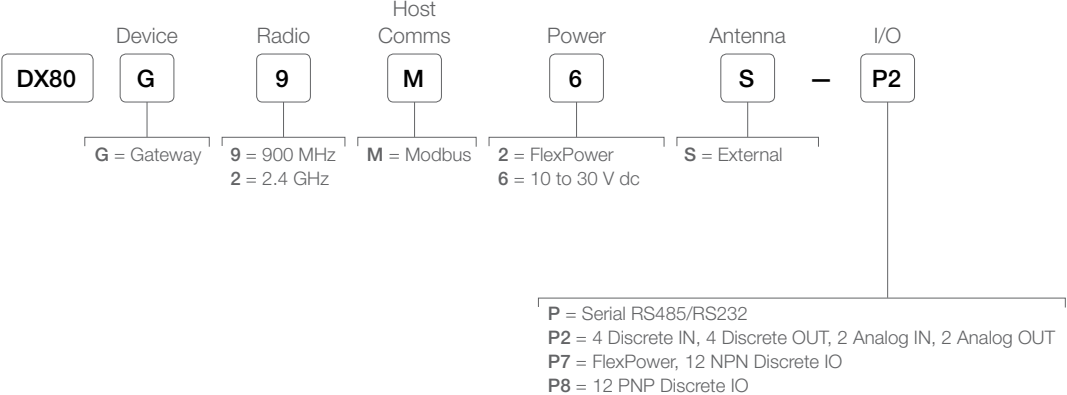 Device Radio Host Comms Power Antenna I/O
DX80 G 9 M 6 S – P2
G = Gateway
9 = 900 MHz
2 = 2.4 GHz
M = Modbus
2 = FlexPower
6 = 10 to 30 V dc
S = External
P = Serial RS485/RS232
P2 = 4 Discrete IN, 4 Discrete OUT, 2 Analog IN, 2 Analog OUT
P7 = FlexPower, 12 NPN Discrete IO
P8 = 12 PNP Discrete IO